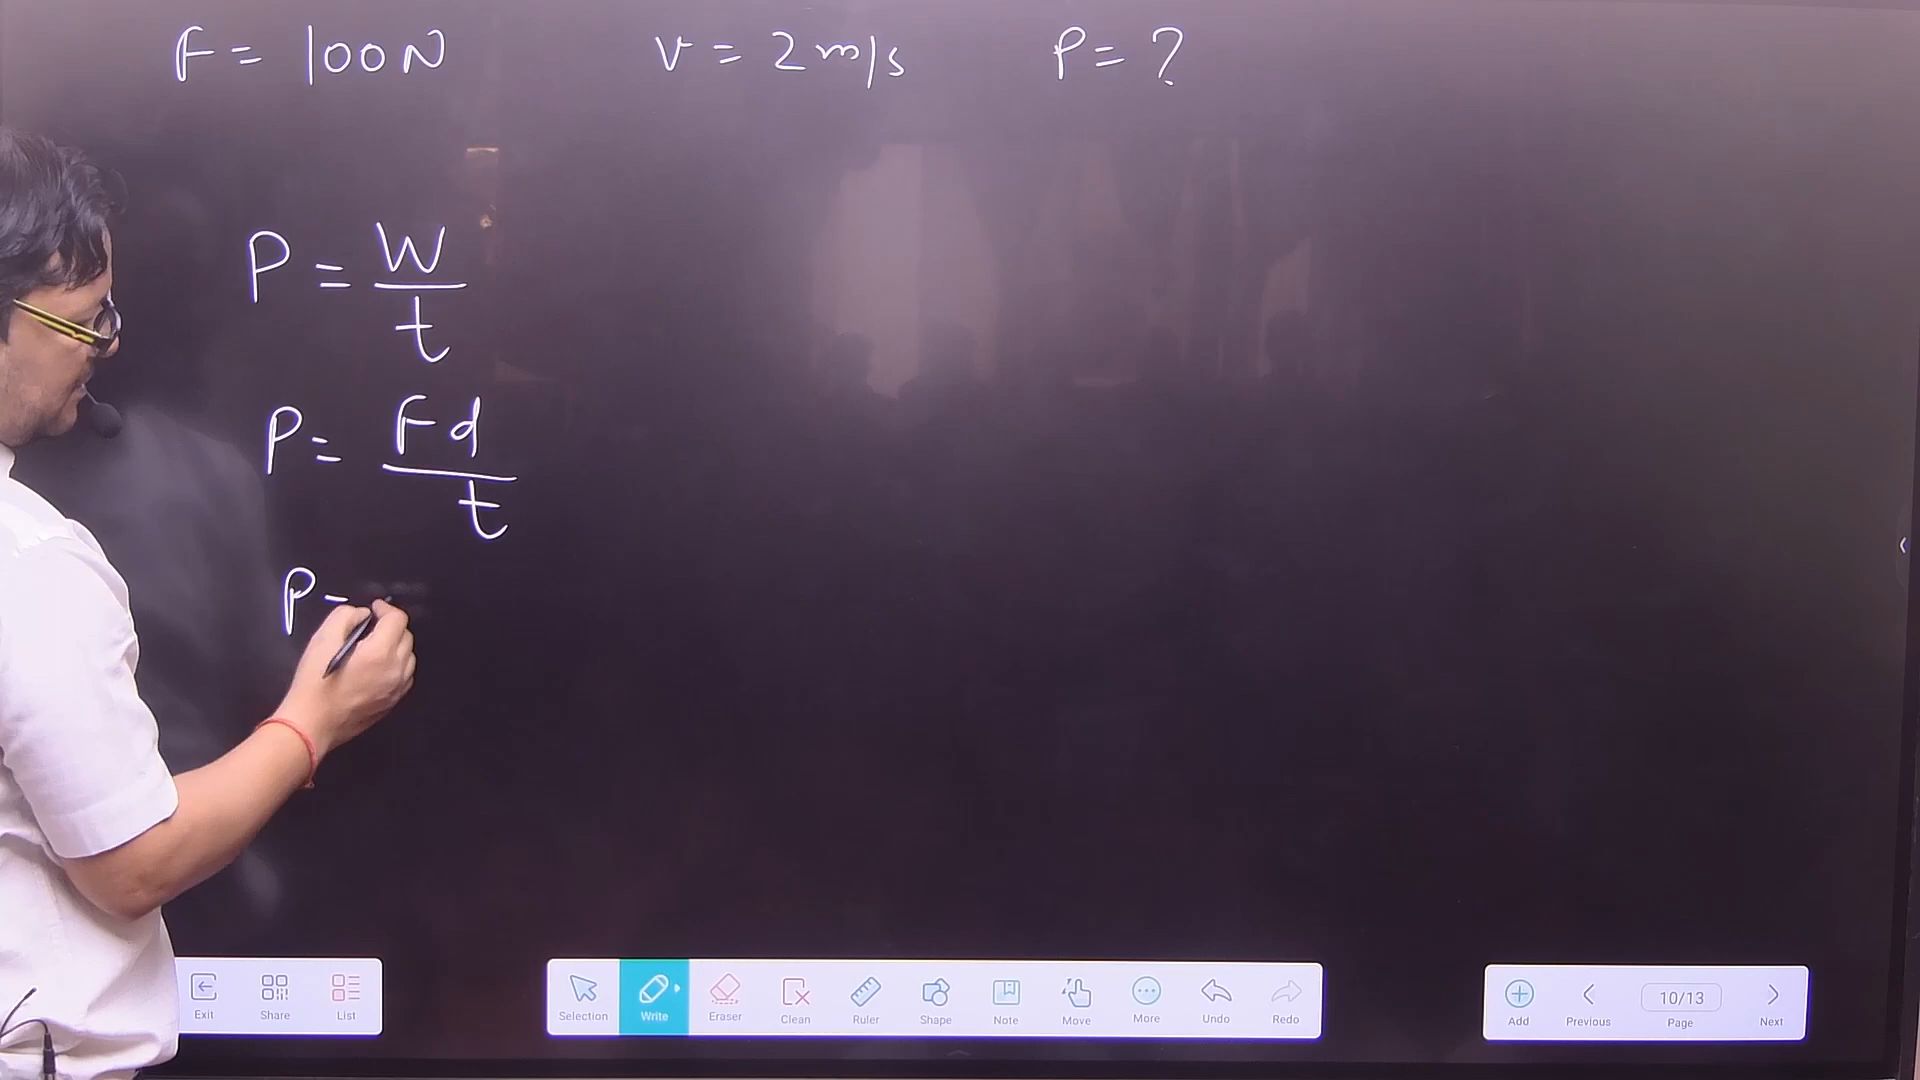 F = 100N v = 2 m/s P = ?
P = W/t
P = Fd/t
P =
Exit Share List Selection Write Eraser Clean Ruler Shape Note Move More Undo Redo Add Previous 10/13 Page Next